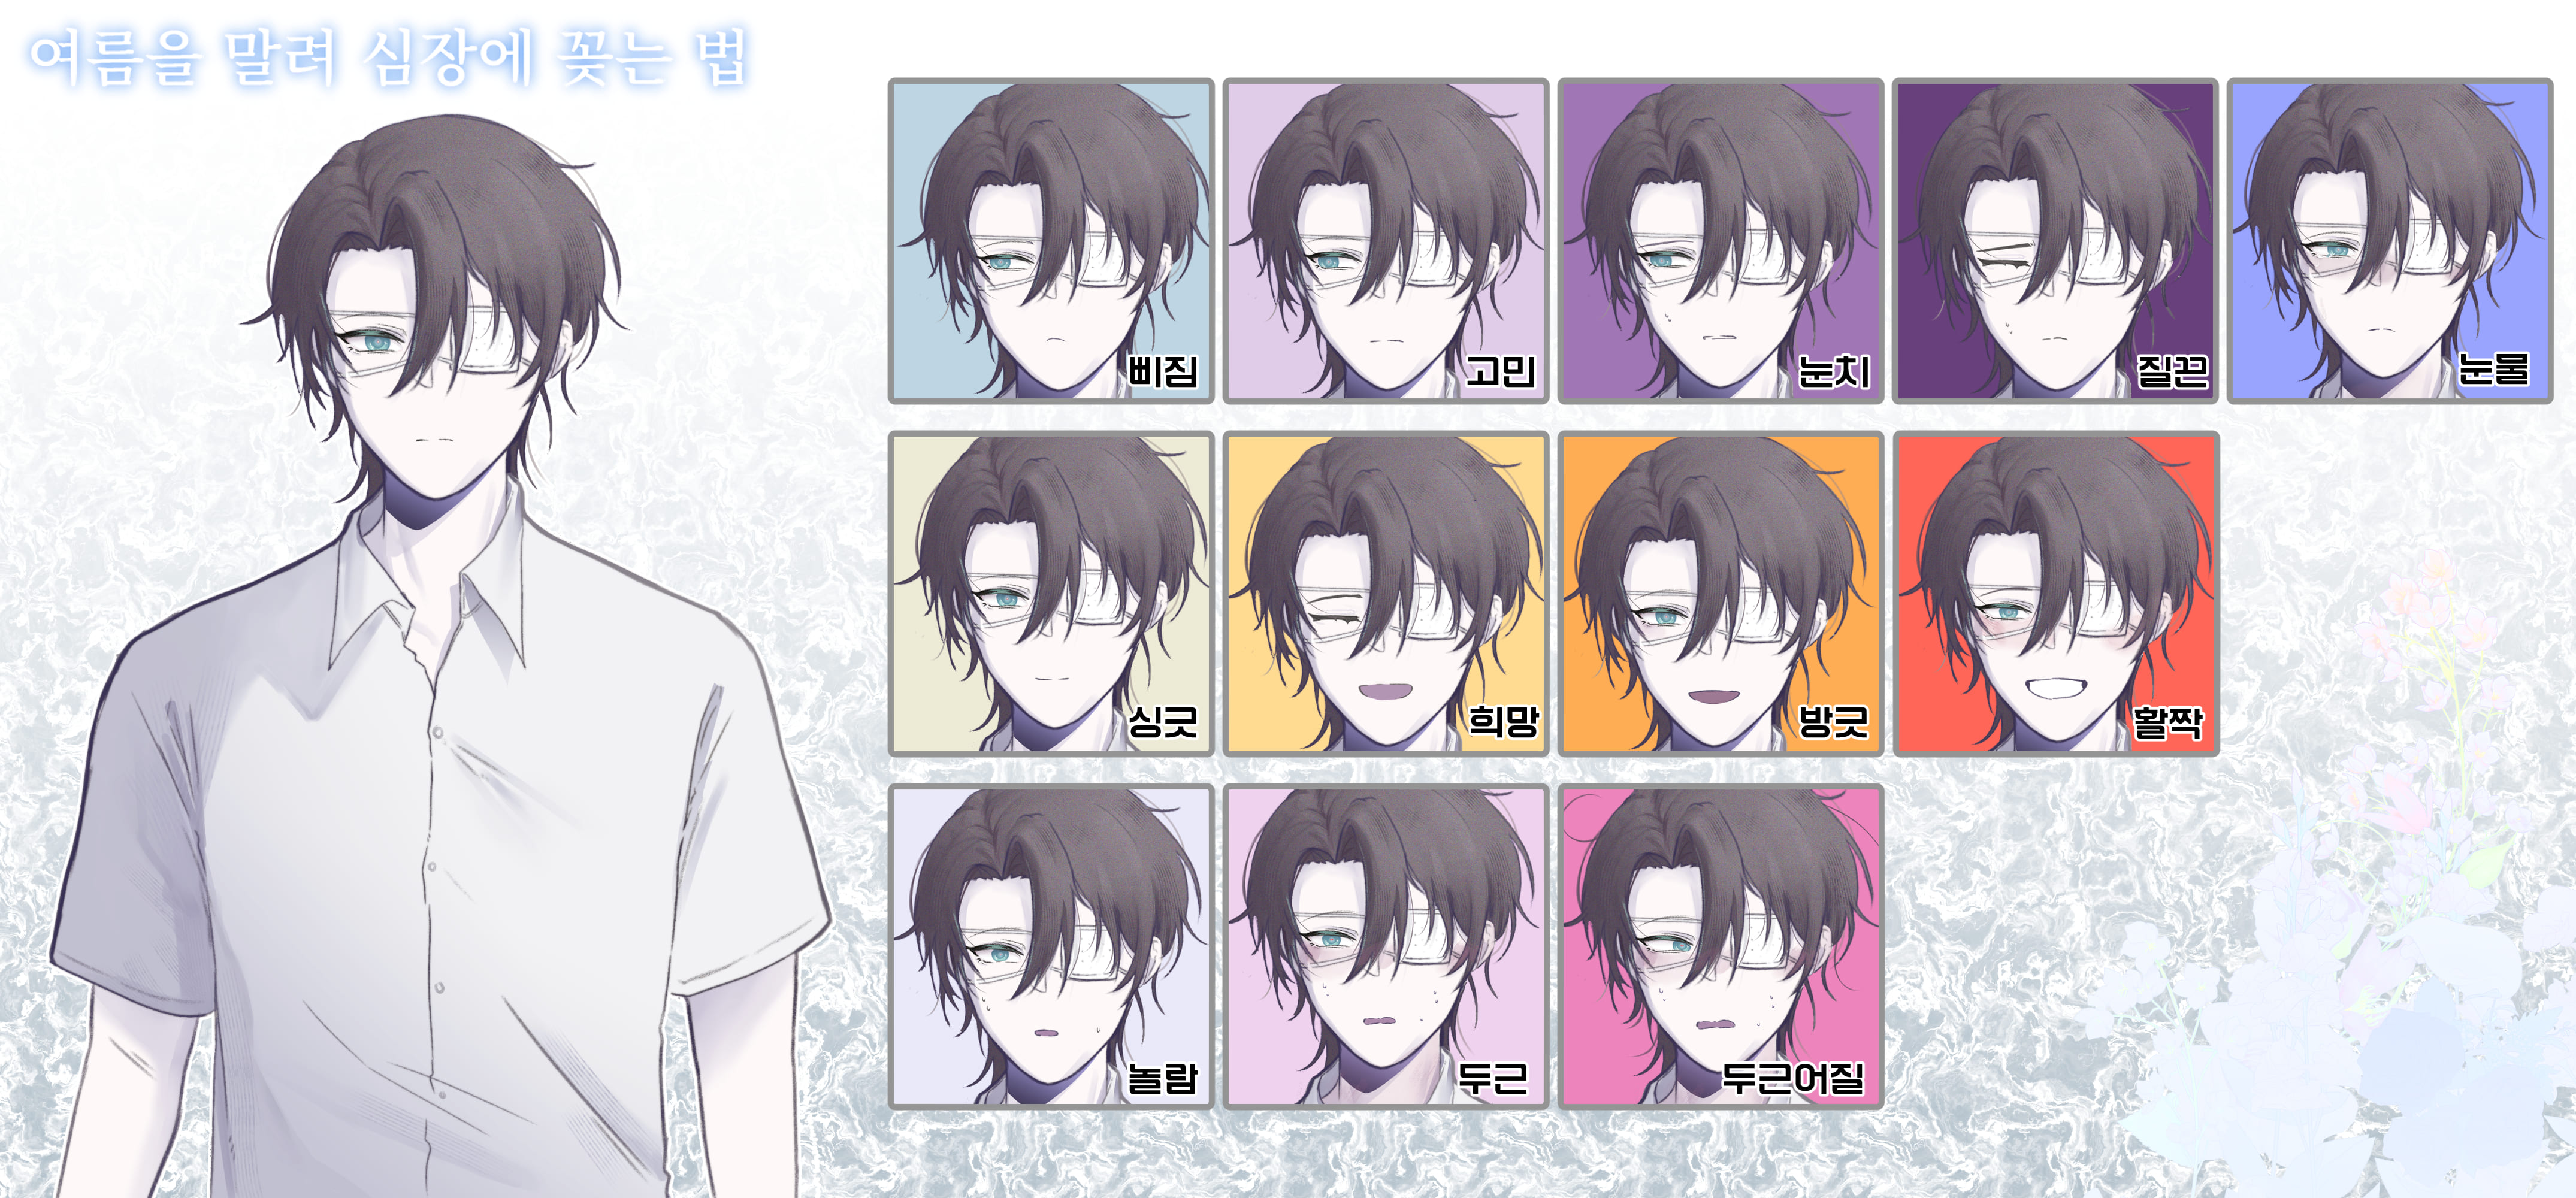 여름을 말려 심장에 꽂는 법
삐짐
고민
눈치
질끈
눈물
싱긋
희망
방긋
활짝
놀람
두근
두근어질